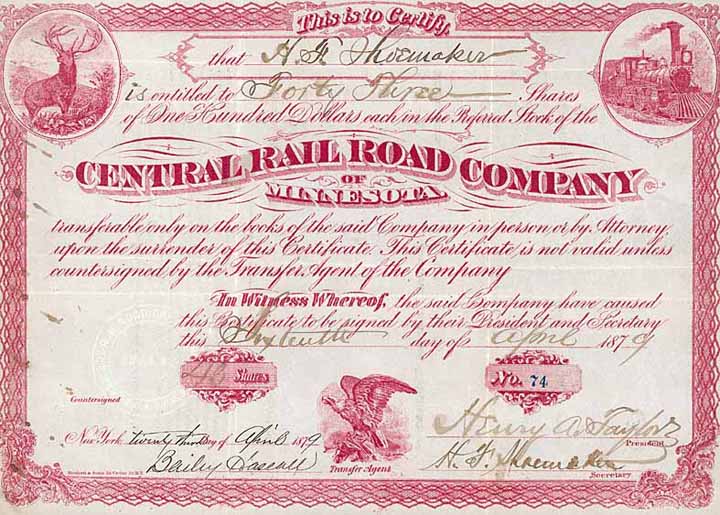 This is to Certify,
that H. F. Shoemaker
is entitled to Forty Three Shares
of One Hundred Dollars each in the Preferred Stock of the
CENTRAL RAIL ROAD COMPANY
OF
MINNESOTA
transferable only on the books of the said Company in person or by Attorney,
upon the surrender of this Certificate. This Certificate is not valid unless
countersigned by the Transfer Agent of the Company
In Witness Whereof, the said Company have caused
this Certificate to be signed by their President and Secretary
this Sixteenth day of April 1879
Shares
No. 74
Countersigned
Henry A. Taylor
President
New York twenty third day of April 1879
Transfer Agent
H. F. Shoemaker
Secretary